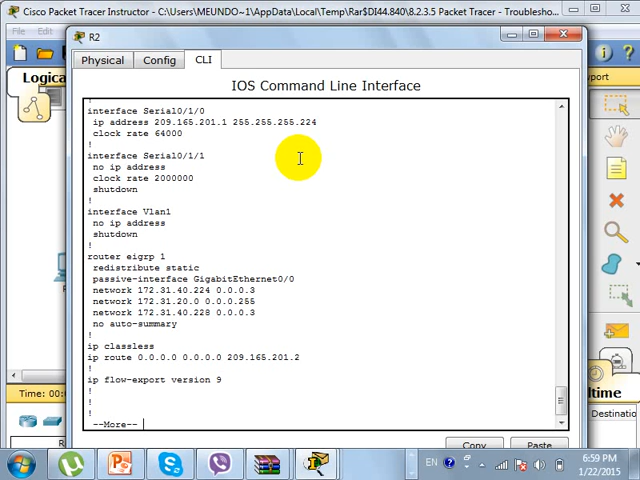 Cisco Packet Tracer Instructor - C:\Users\MEUNDO~1\AppData\Local\Temp\Rar$DI44.840\8.2.3.5 Packet Tracer - Troublesho...
File
R2
Physical
Config
CLI
Logica
port
IOS Command Line Interface
!
interface Serial0/1/0
ip address 209.165.201.1 255.255.255.224
clock rate 64000
!
interface Serial0/1/1
no ip address
clock rate 2000000
shutdown
!
interface Vlan1
no ip address
shutdown
!
router eigrp 1
redistribute static
passive-interface GigabitEthernet0/0
network 172.31.40.224 0.0.0.3
network 172.31.20.0 0.0.0.255
network 172.31.40.228 0.0.0.3
no auto-summary
!
ip classless
ip route 0.0.0.0 0.0.0.0 209.165.201.2
!
ip flow-export version 9
!
!
!
--More--
Time: 00:0
ltime
Destinatio
Copy
Paste
EN
6:59 PM
1/22/2015